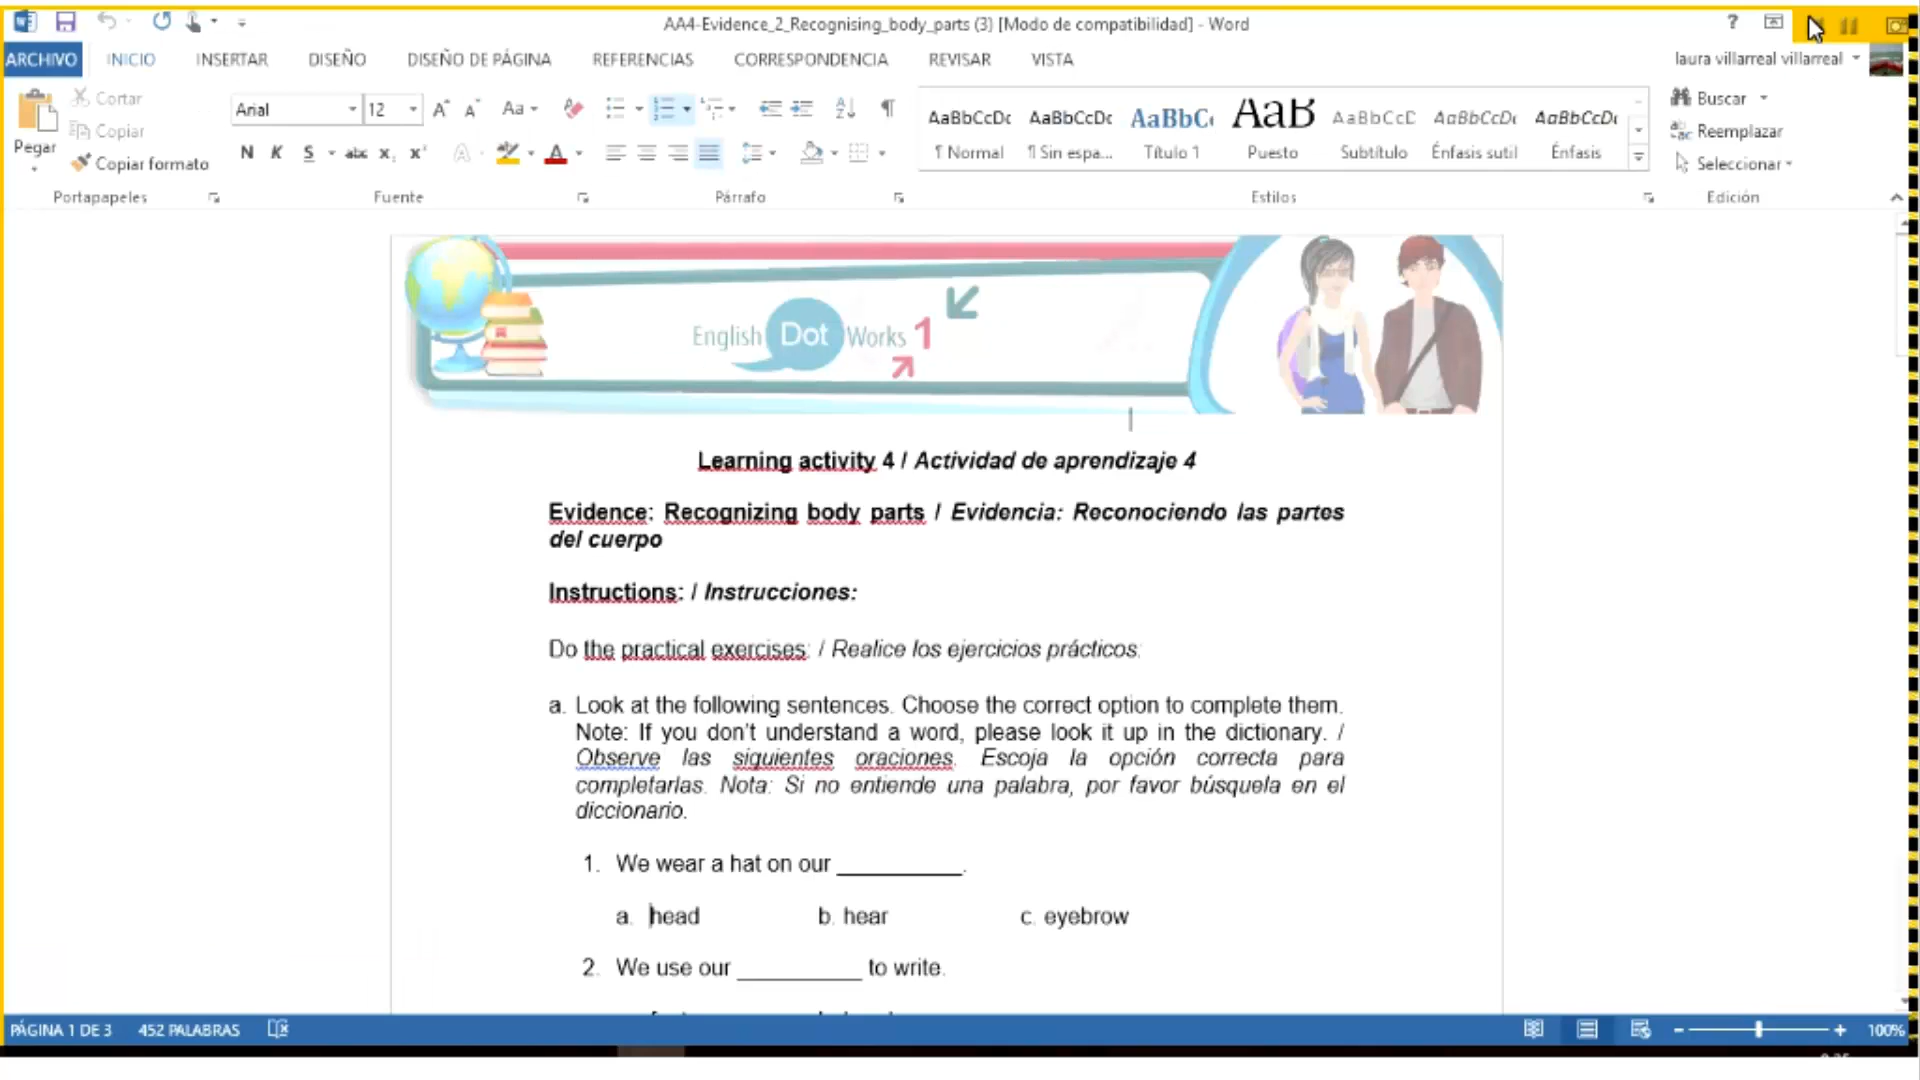 AA4-Evidence_2_Recognising_body_parts (3) [Modo de compatibilidad] - Word
ARCHIVO INICIO INSERTAR DISEÑO DISEÑO DE PÁGINA REFERENCIAS CORRESPONDENCIA REVISAR VISTA laura villarreal villarreal
Pegar
Cortar
Copiar
Copiar formato
Arial 12
N K S abc x x
AaBbCcDc AaBbCcDc AaBbC AaB AaBbCcC AaBbCcDc AaBbCcDc
¶ Normal ¶ Sin espa... Título 1 Puesto Subtítulo Énfasis sutil Énfasis
Buscar
Reemplazar
Seleccionar
Portapapeles Fuente Párrafo Estilos Edición
English Dot Works 1
Learning activity 4 / Actividad de aprendizaje 4
Evidence: Recognizing body parts / Evidencia: Reconociendo las partes
del cuerpo
Instructions: / Instrucciones:
Do the practical exercises: / Realice los ejercicios prácticos:
a. Look at the following sentences. Choose the correct option to complete them.
Note: If you don't understand a word, please look it up in the dictionary. /
Observe las siguientes oraciones. Escoja la opción correcta para
completarlas. Nota: Si no entiende una palabra, por favor búsquela en el
diccionario.
1. We wear a hat on our __________.
a. head b. hear c. eyebrow
2. We use our __________ to write.
PÁGINA 1 DE 3 452 PALABRAS 100%